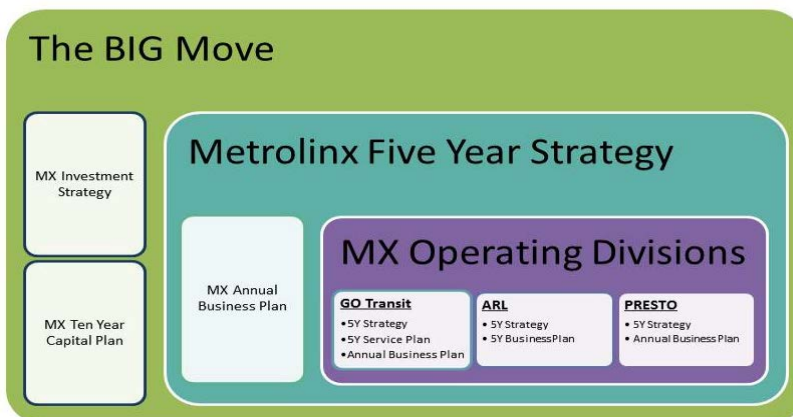 The BIG Move
MX Investment
Strategy
MX Ten Year
Capital Plan
Metrolinx Five Year Strategy
MX Annual
Business Plan
MX Operating Divisions
GO Transit
•5Y Strategy
•5Y Service Plan
•Annual Business Plan
ARL
• 5Y Strategy
• 5Y BusinessPlan
PRESTO
• 5Y Strategy
• Annual Business Plan